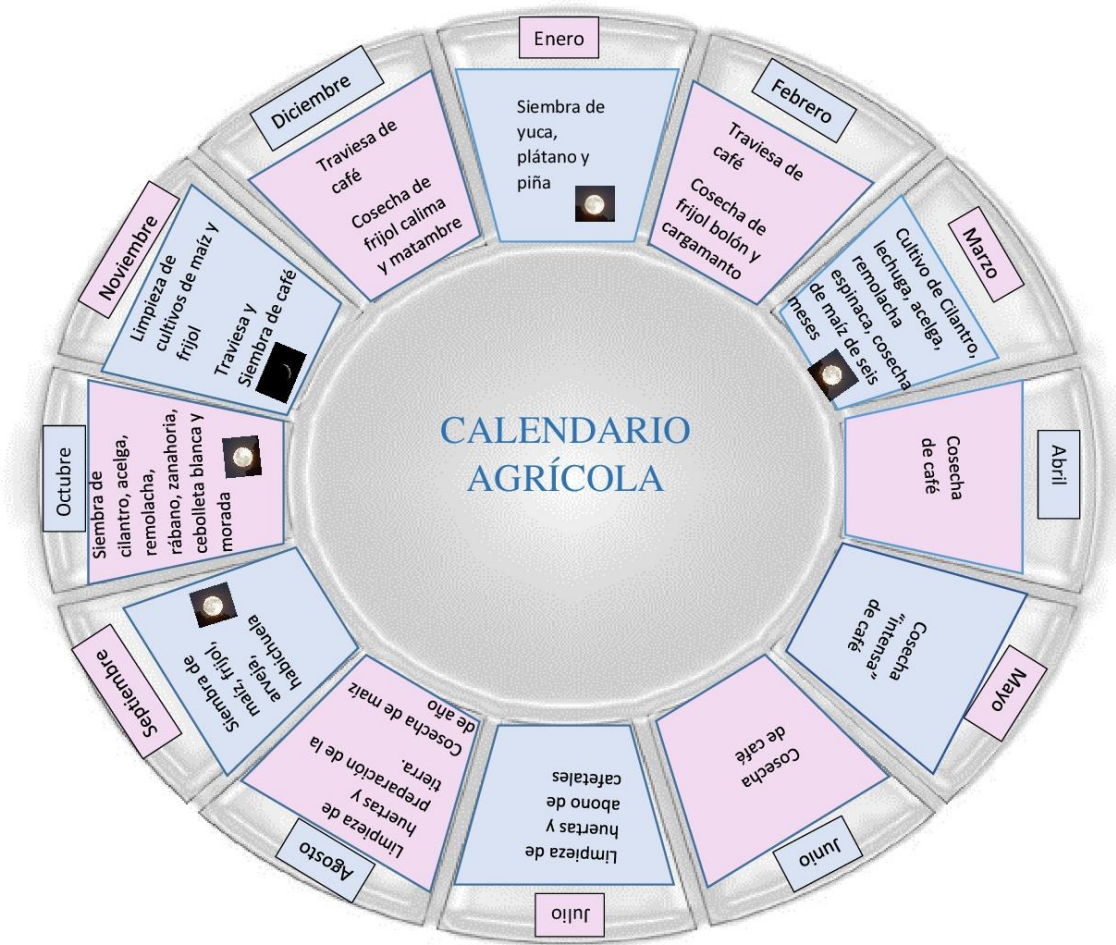 CALENDARIO
AGRÍCOLA
Enero
Siembra de
yuca,
plátano y
piña
Febrero
Traviesa de
café
Cosecha de
frijol bolón y
cargamanto
Marzo
Cultivo de Cilantro,
lechuga, acelga,
remolacha
espinaca, cosecha
de maíz de seis
meses
Abril
Cosecha
de café
Mayo
Cosecha
"intensa"
de café
Junio
Cosecha
de café
Julio
Limpieza de
huertas y
abono de
cafetales
Agosto
Limpieza de
huertas y
preparación de la
tierra.
Cosecha de maíz
de año
Septiembre
Siembra de
maíz, frijol,
arveja,
habichuela
Octubre
Siembra de
cilantro, acelga,
remolacha,
rábano, zanahoria,
cebolleta blanca y
morada
Noviembre
Limpieza de
cultivos de maíz y
frijol
Traviesa y
Siembra de café
Diciembre
Traviesa de
café
Cosecha de
frijol calima
y matambre